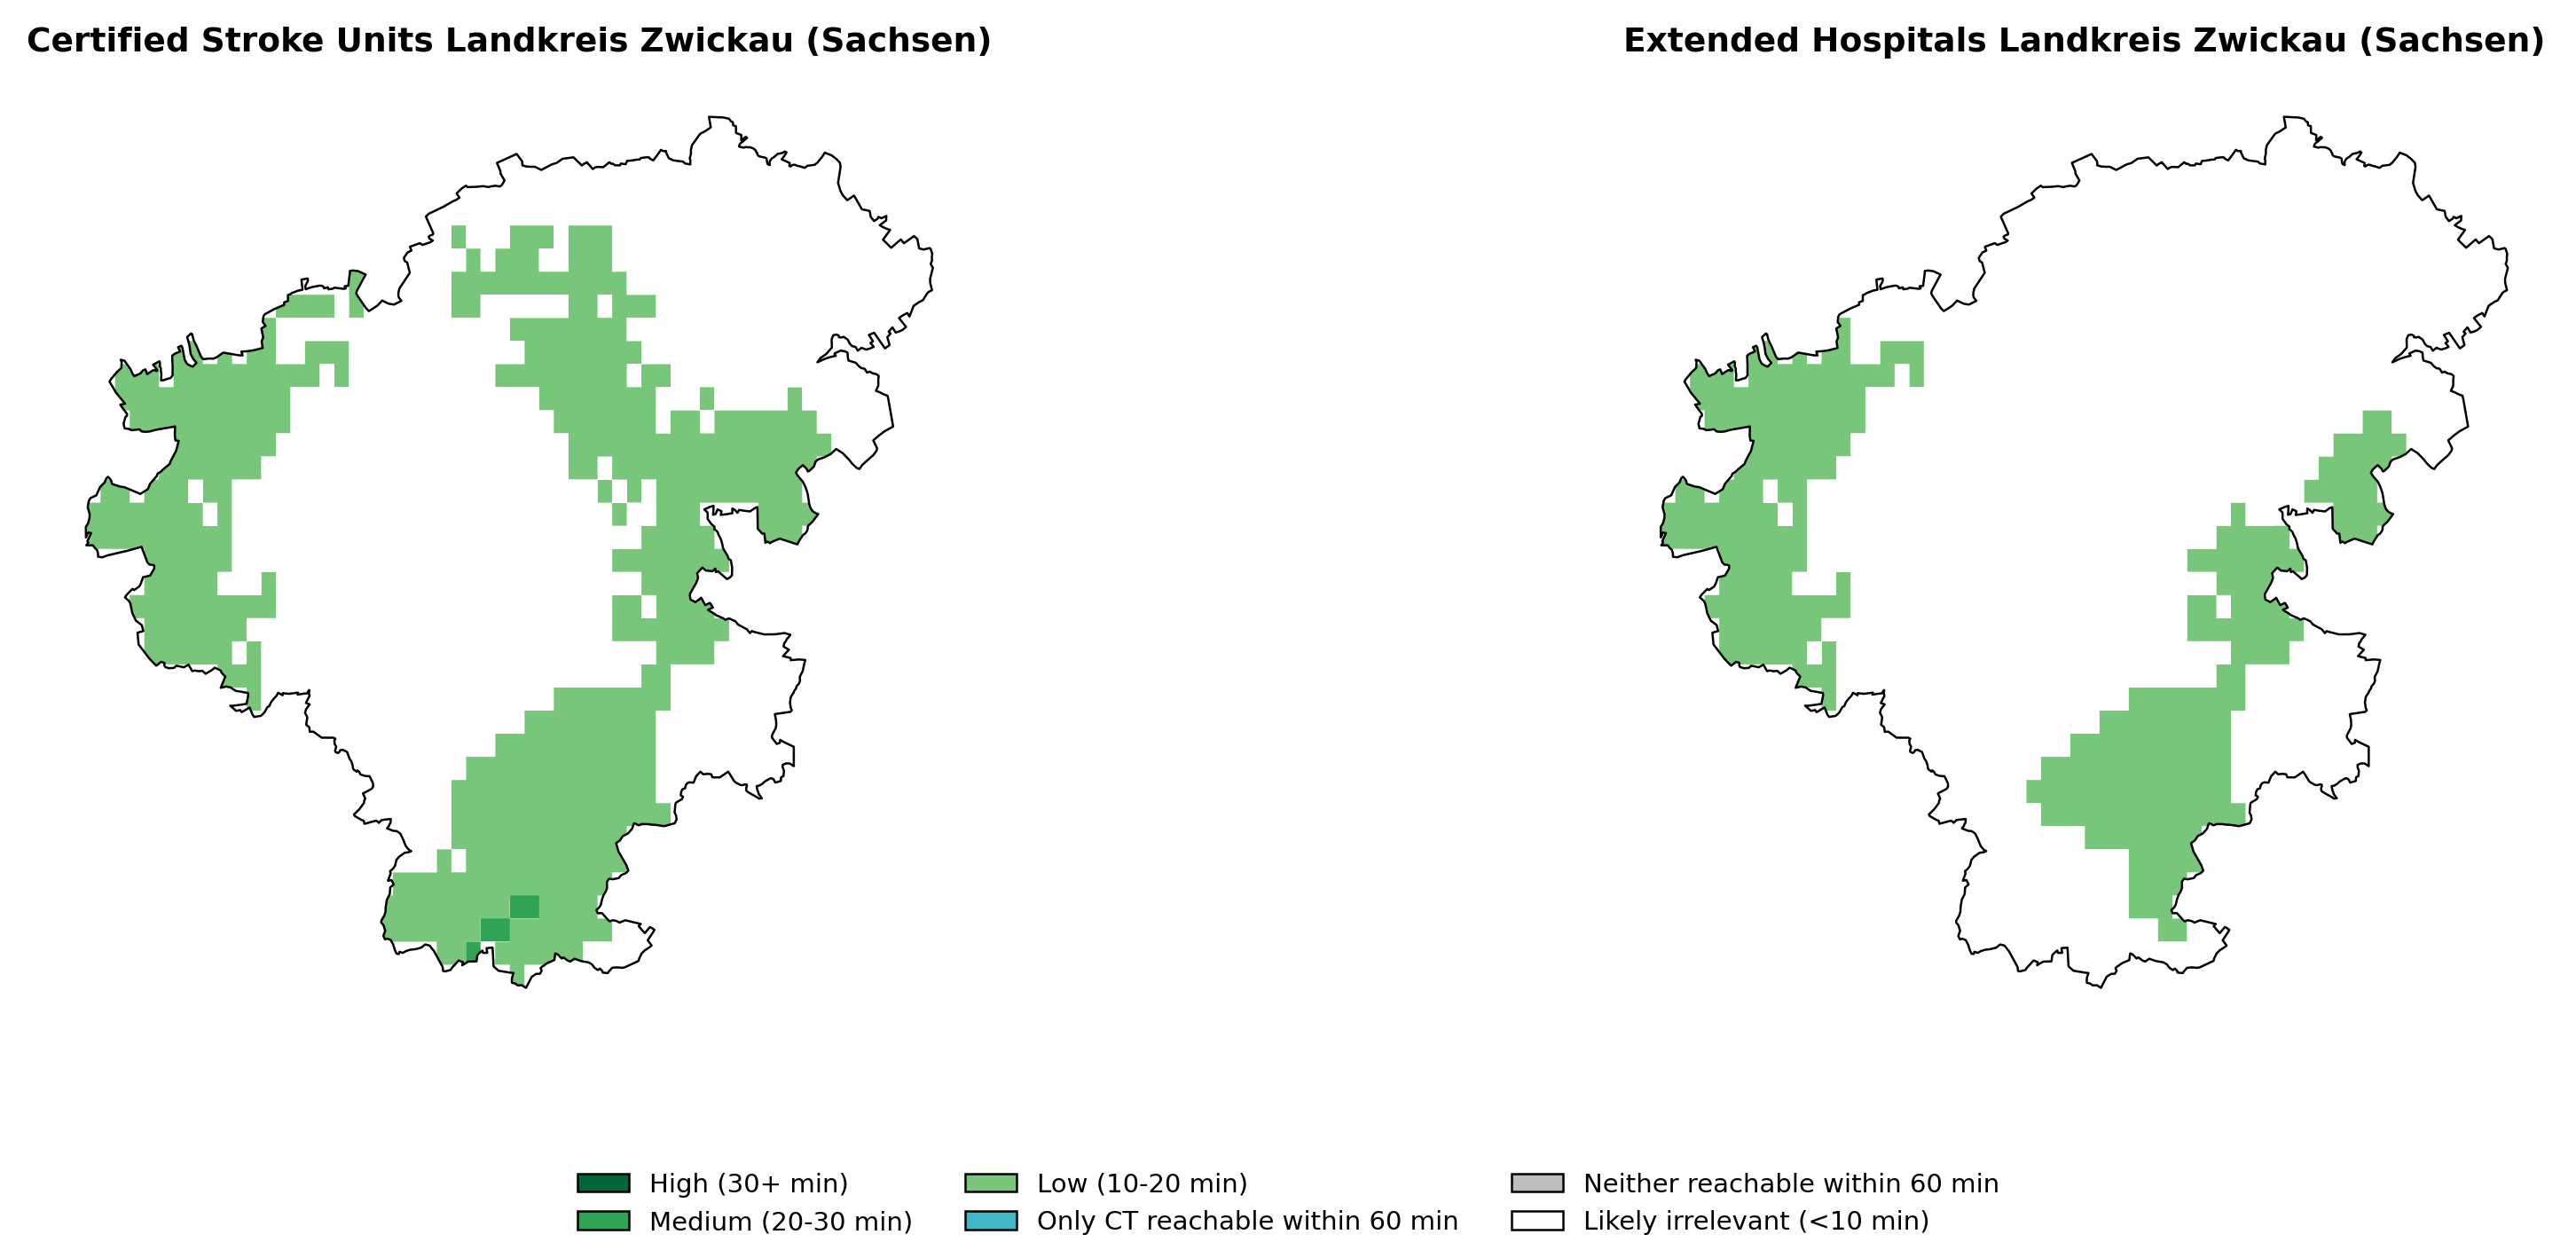 Certified Stroke Units Landkreis Zwickau (Sachsen)
Extended Hospitals Landkreis Zwickau (Sachsen)
High (30+ min)
Medium (20-30 min)
Low (10-20 min)
Only CT reachable within 60 min
Neither reachable within 60 min
Likely irrelevant (<10 min)